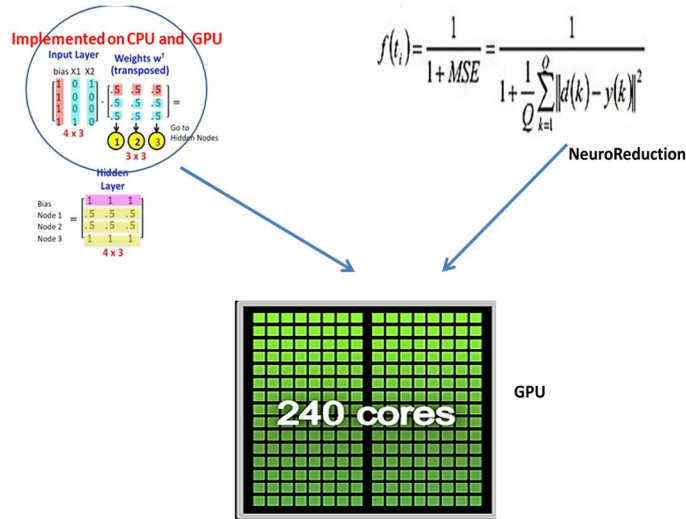 Implemented on CPU and GPU
Input Layer
Weights wᵀ
(transposed)
bias X1 X2
1 0 1
1 0 0
1 1 0
1 1 0
.5 .5 .5
.5 .5 .5
.5 .5 .5
=
4 x 3
1 2 3
Go to
Hidden Nodes
3 x 3
Hidden
Layer
Bias
Node 1
Node 2
Node 3
=
1 1 1
.5 .5 .5
.5 .5 .5
1 1 1
4 x 3
f(tᵢ) = 1 / (1 + MSE) = 1 / (1 + 1/Q ∑ₖ₌₁^Q ‖d(k) − y(k)‖²)
NeuroReduction
240 cores
GPU